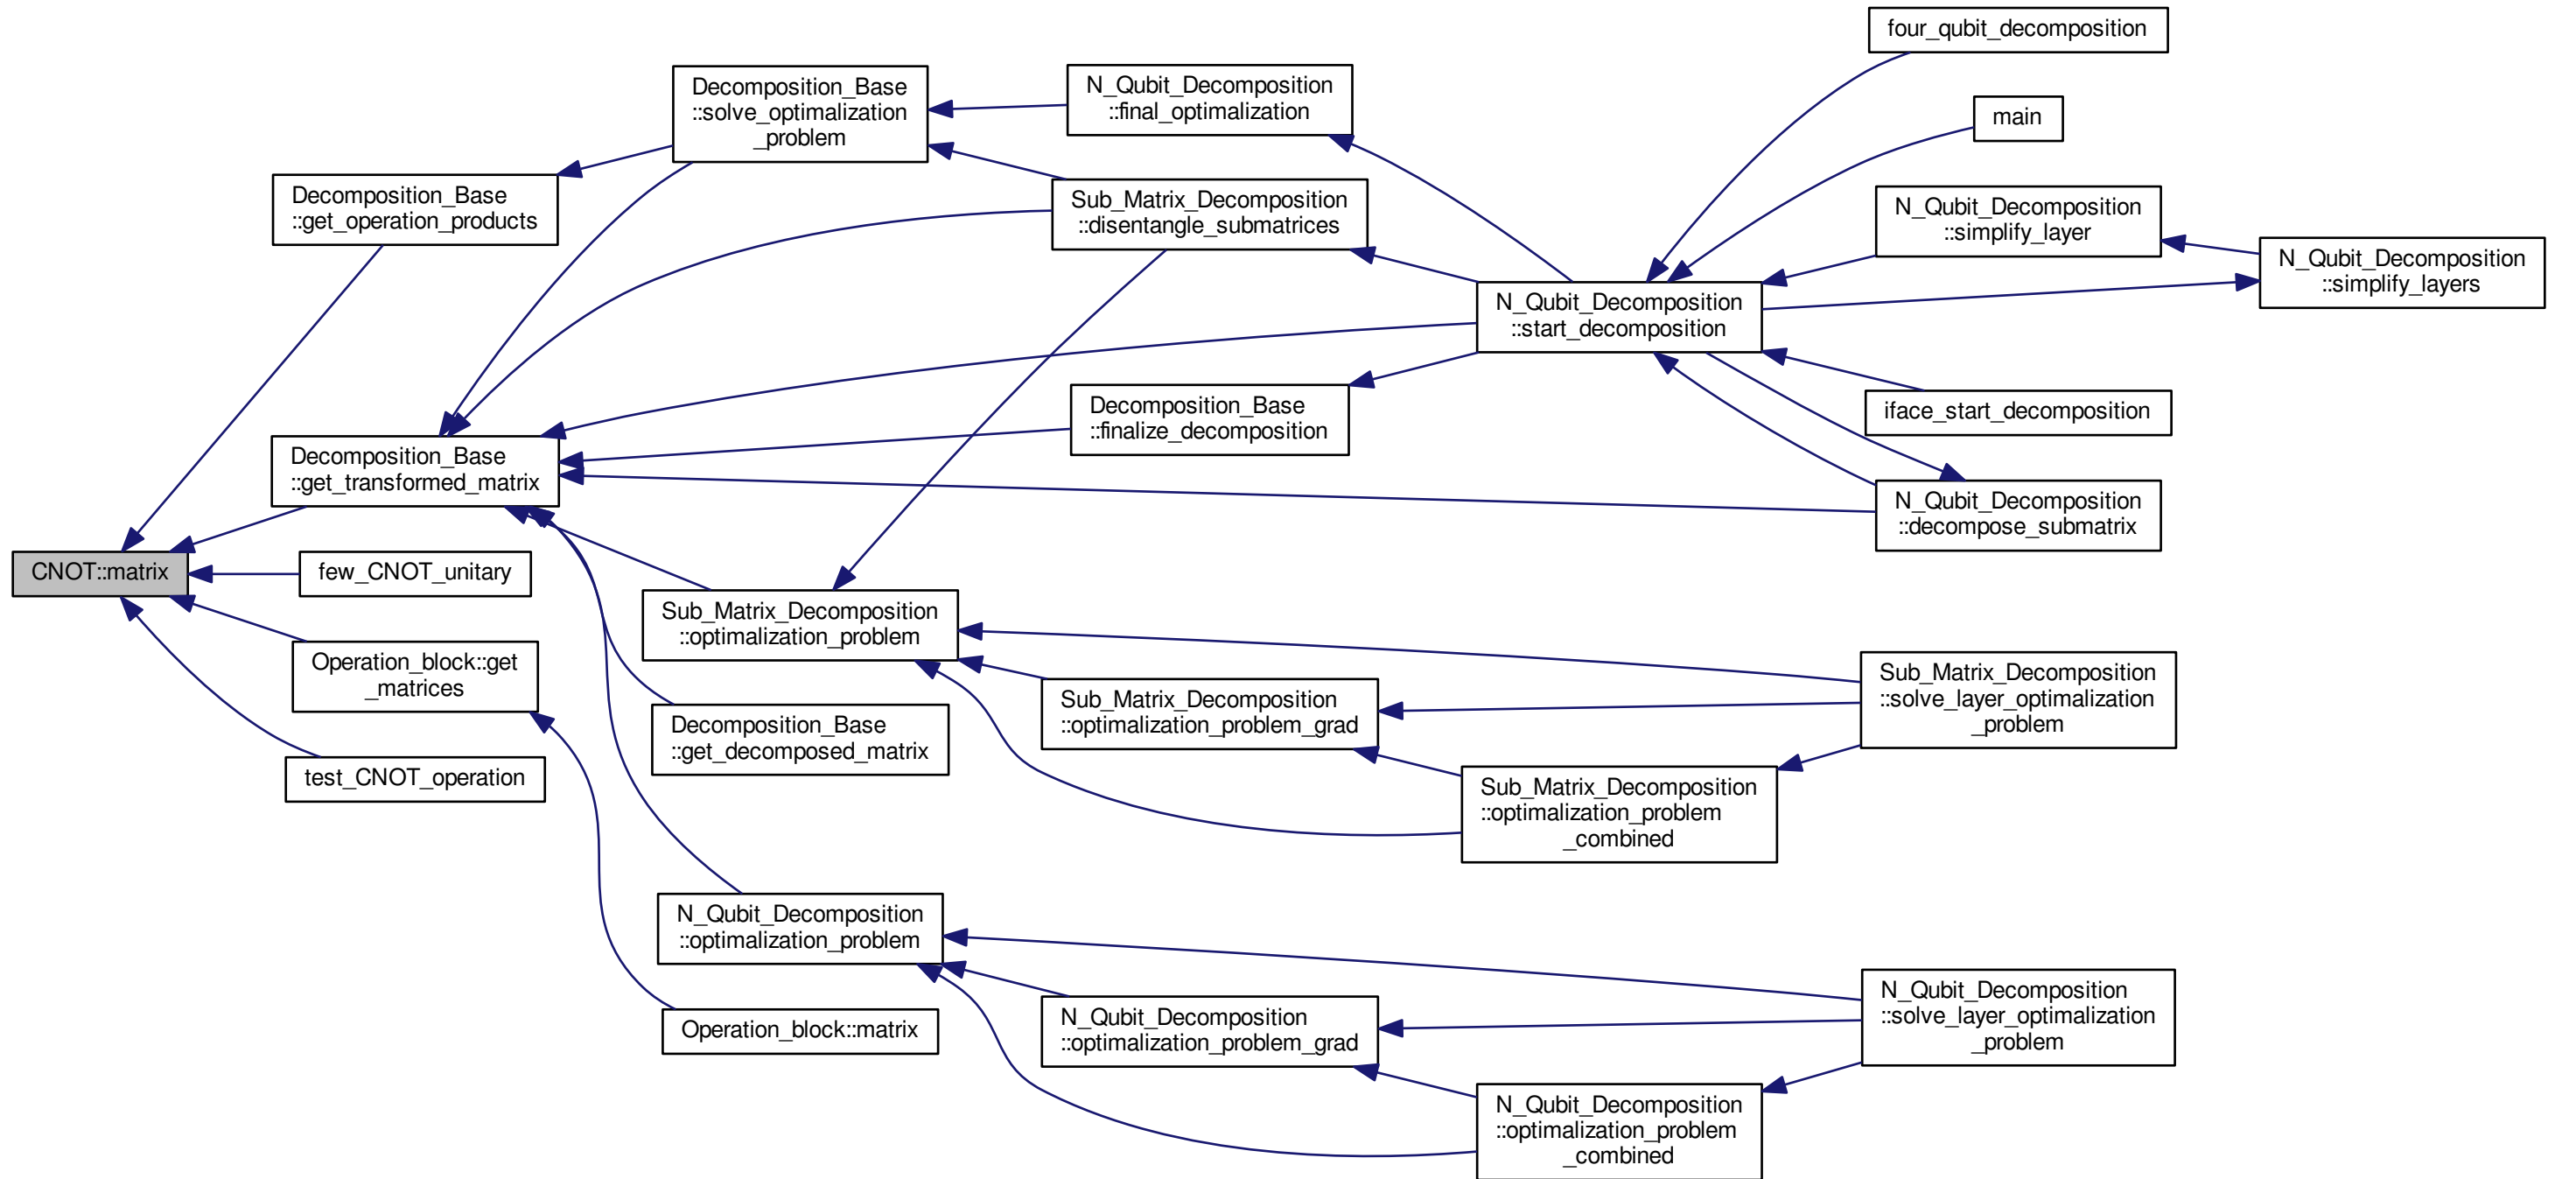 four_qubit_decomposition
Decomposition_Base
::solve_optimalization
_problem
N_Qubit_Decomposition
::final_optimalization
main
Decomposition_Base
::get_operation_products
Sub_Matrix_Decomposition
::disentangle_submatrices
N_Qubit_Decomposition
::simplify_layer
N_Qubit_Decomposition
::simplify_layers
N_Qubit_Decomposition
::start_decomposition
Decomposition_Base
::finalize_decomposition
iface_start_decomposition
Decomposition_Base
::get_transformed_matrix
N_Qubit_Decomposition
::decompose_submatrix
CNOT::matrix
few_CNOT_unitary
Sub_Matrix_Decomposition
::optimalization_problem
Operation_block::get
_matrices
Sub_Matrix_Decomposition
::optimalization_problem_grad
Sub_Matrix_Decomposition
::solve_layer_optimalization
_problem
Decomposition_Base
::get_decomposed_matrix
test_CNOT_operation
Sub_Matrix_Decomposition
::optimalization_problem
_combined
N_Qubit_Decomposition
::optimalization_problem
Operation_block::matrix
N_Qubit_Decomposition
::optimalization_problem_grad
N_Qubit_Decomposition
::solve_layer_optimalization
_problem
N_Qubit_Decomposition
::optimalization_problem
_combined